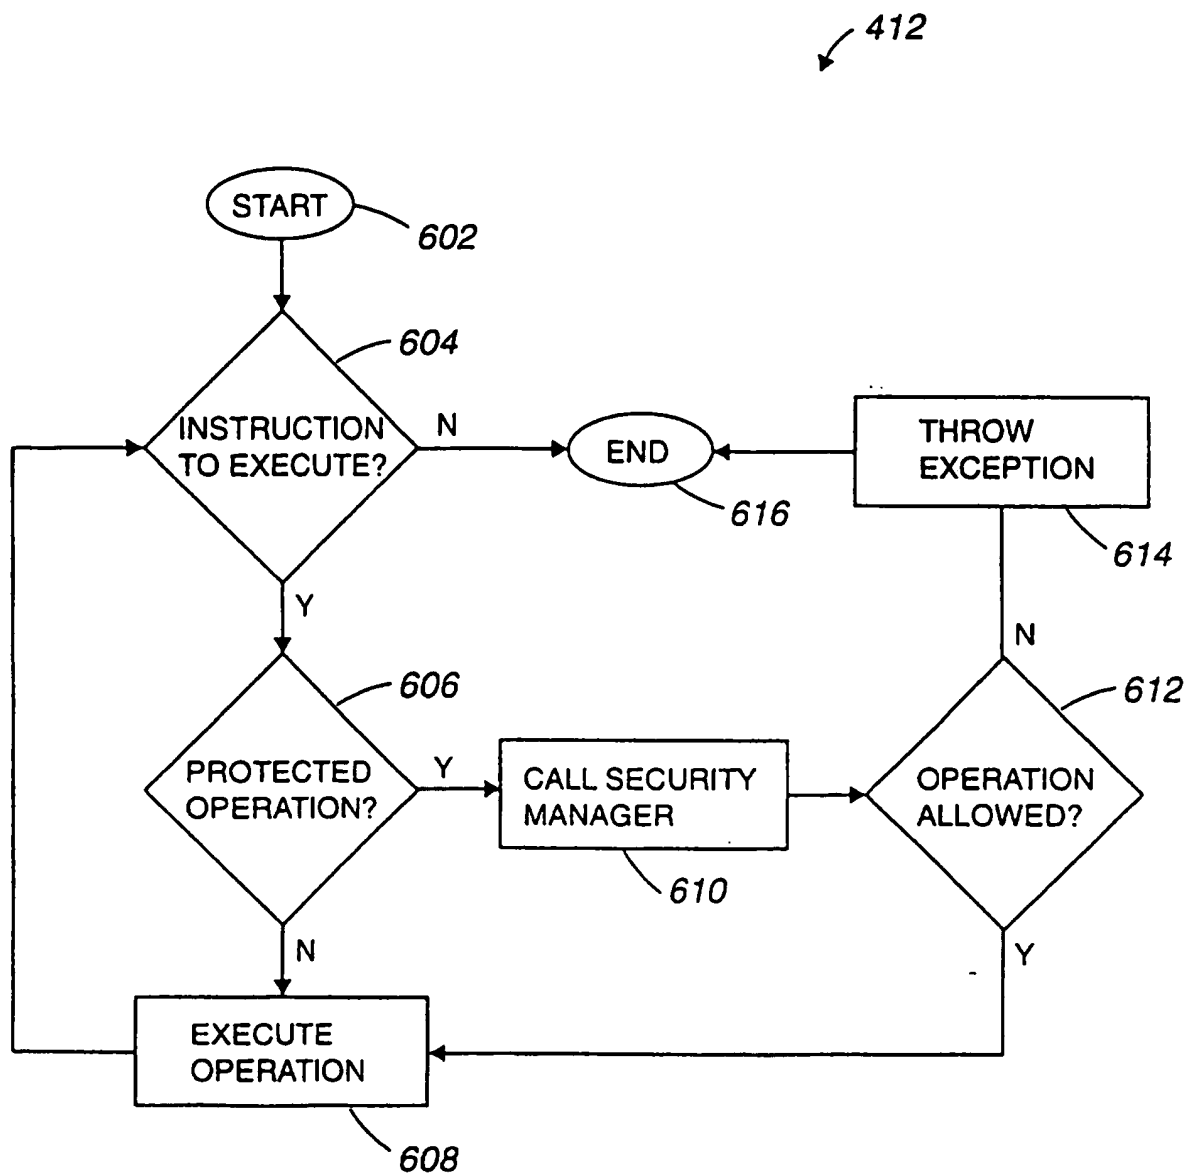 412
START
602
604
INSTRUCTION
TO EXECUTE?
N
END
616
THROW
EXCEPTION
614
Y
N
606
612
PROTECTED
OPERATION?
Y
CALL SECURITY
MANAGER
610
OPERATION
ALLOWED?
N
Y
EXECUTE
OPERATION
608